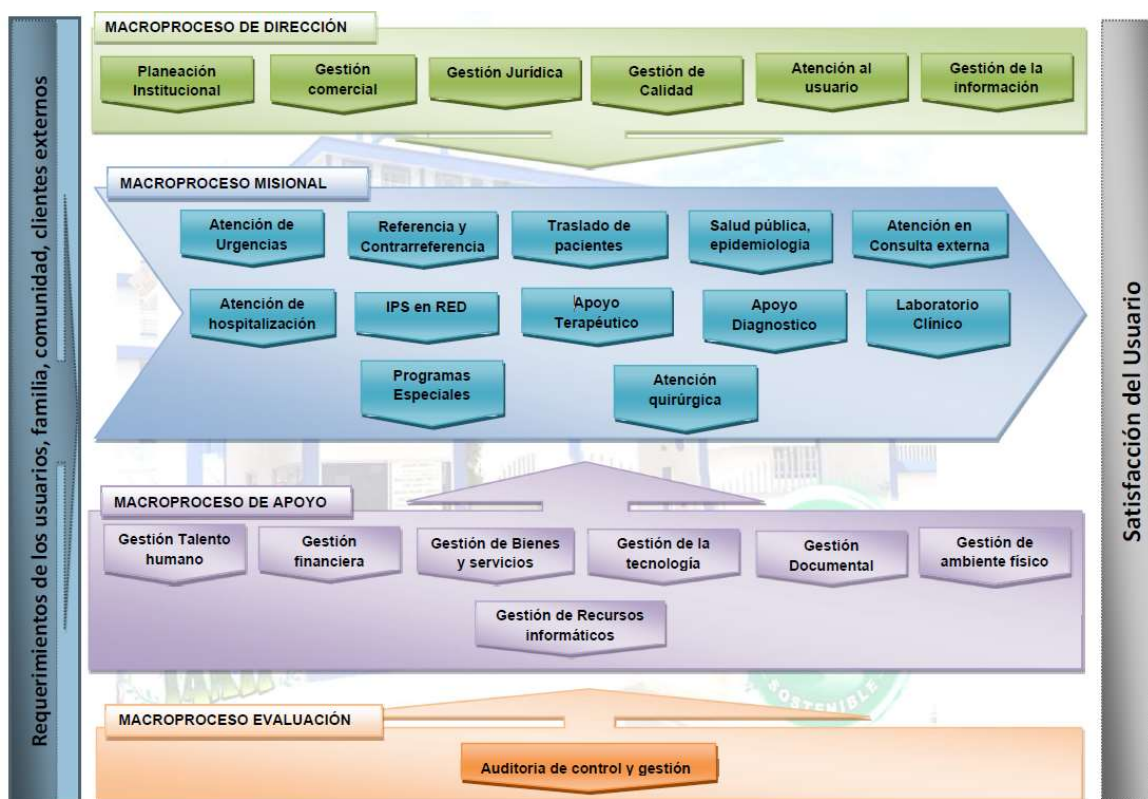 Requerimientos de los usuarios, familia, comunidad, clientes externos
MACROPROCESO DE DIRECCIÓN
Planeación
Institucional
Gestión
comercial
Gestión Jurídica
Gestión de
Calidad
Atención al
usuario
Gestión de la
información
MACROPROCESO MISIONAL
Atención de
Urgencias
Referencia y
Contrarreferencia
Traslado de
pacientes
Salud pública,
epidemiologia
Atención en
Consulta externa
Atención de
hospitalización
IPS en RED
Apoyo
Terapéutico
Apoyo
Diagnostico
Laboratorio
Clínico
Programas
Especiales
Atención
quirúrgica
MACROPROCESO DE APOYO
Gestión Talento
humano
Gestión
financiera
Gestión de Bienes
y servicios
Gestión de la
tecnología
Gestión
Documental
Gestión de
ambiente físico
Gestión de Recursos
informáticos
SOSTENIBLE
MACROPROCESO EVALUACIÓN
Auditoria de control y gestión
Satisfacción del Usuario